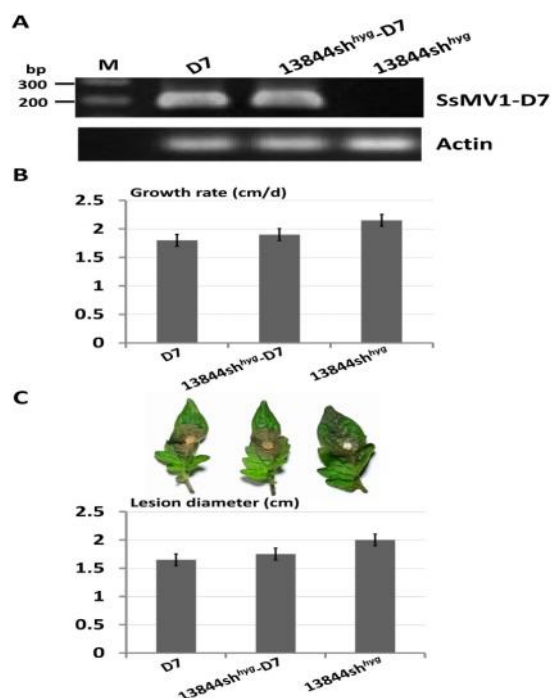 A
bp M D7 13844sh^hyg-D7 13844sh^hyg
300
200
SsMV1-D7
Actin
B
Growth rate (cm/d)
2.5
2
1.5
1
0.5
0
D7 13844sh^hyg-D7 13844sh^hyg
C
Lesion diameter (cm)
2.5
2
1.5
1
0.5
0
D7 13844sh^hyg-D7 13844sh^hyg